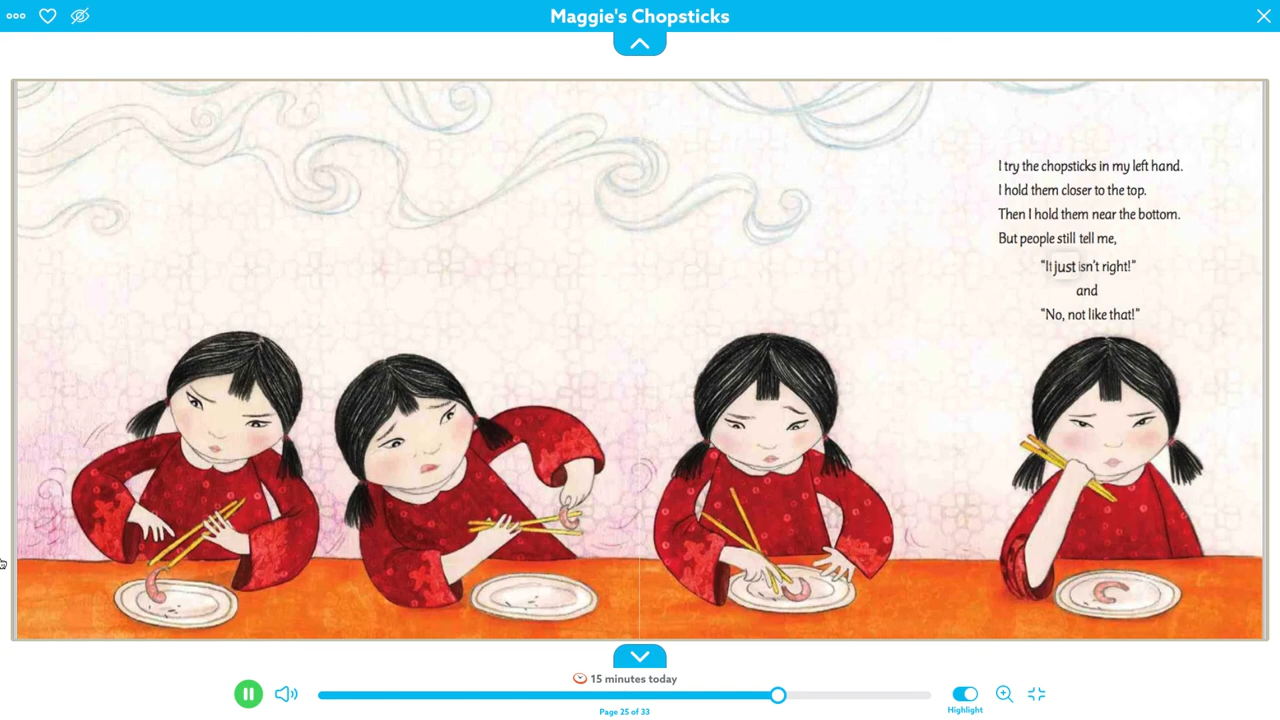 Maggie's Chopsticks
I try the chopsticks in my left hand.
I hold them closer to the top.
Then I hold them near the bottom.
But people still tell me,
“It just isn't right!”
and
“No, not like that!”
15 minutes today
Page 25 of 33
Highlight